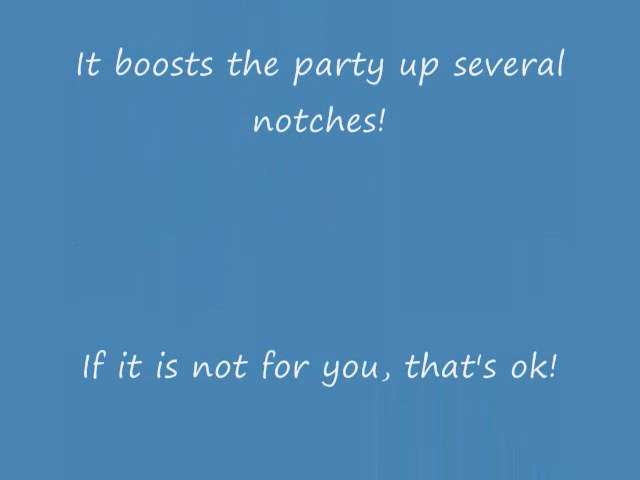 It boosts the party up several
notches!
If it is not for you, that's ok!